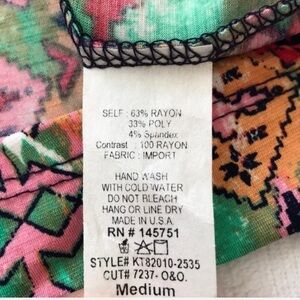 SELF : 63% RAYON
33% POLY
4% Spandex
Contrast : 100 RAYON
FABRIC : IMPORT
HAND WASH
WITH COLD WATER
DO NOT BLEACH
HANG OR LINE DRY
MADE IN U.S.A.
RN # 145751
STYLE# KT82010-2535
CUT# 7237- O&O.
Medium